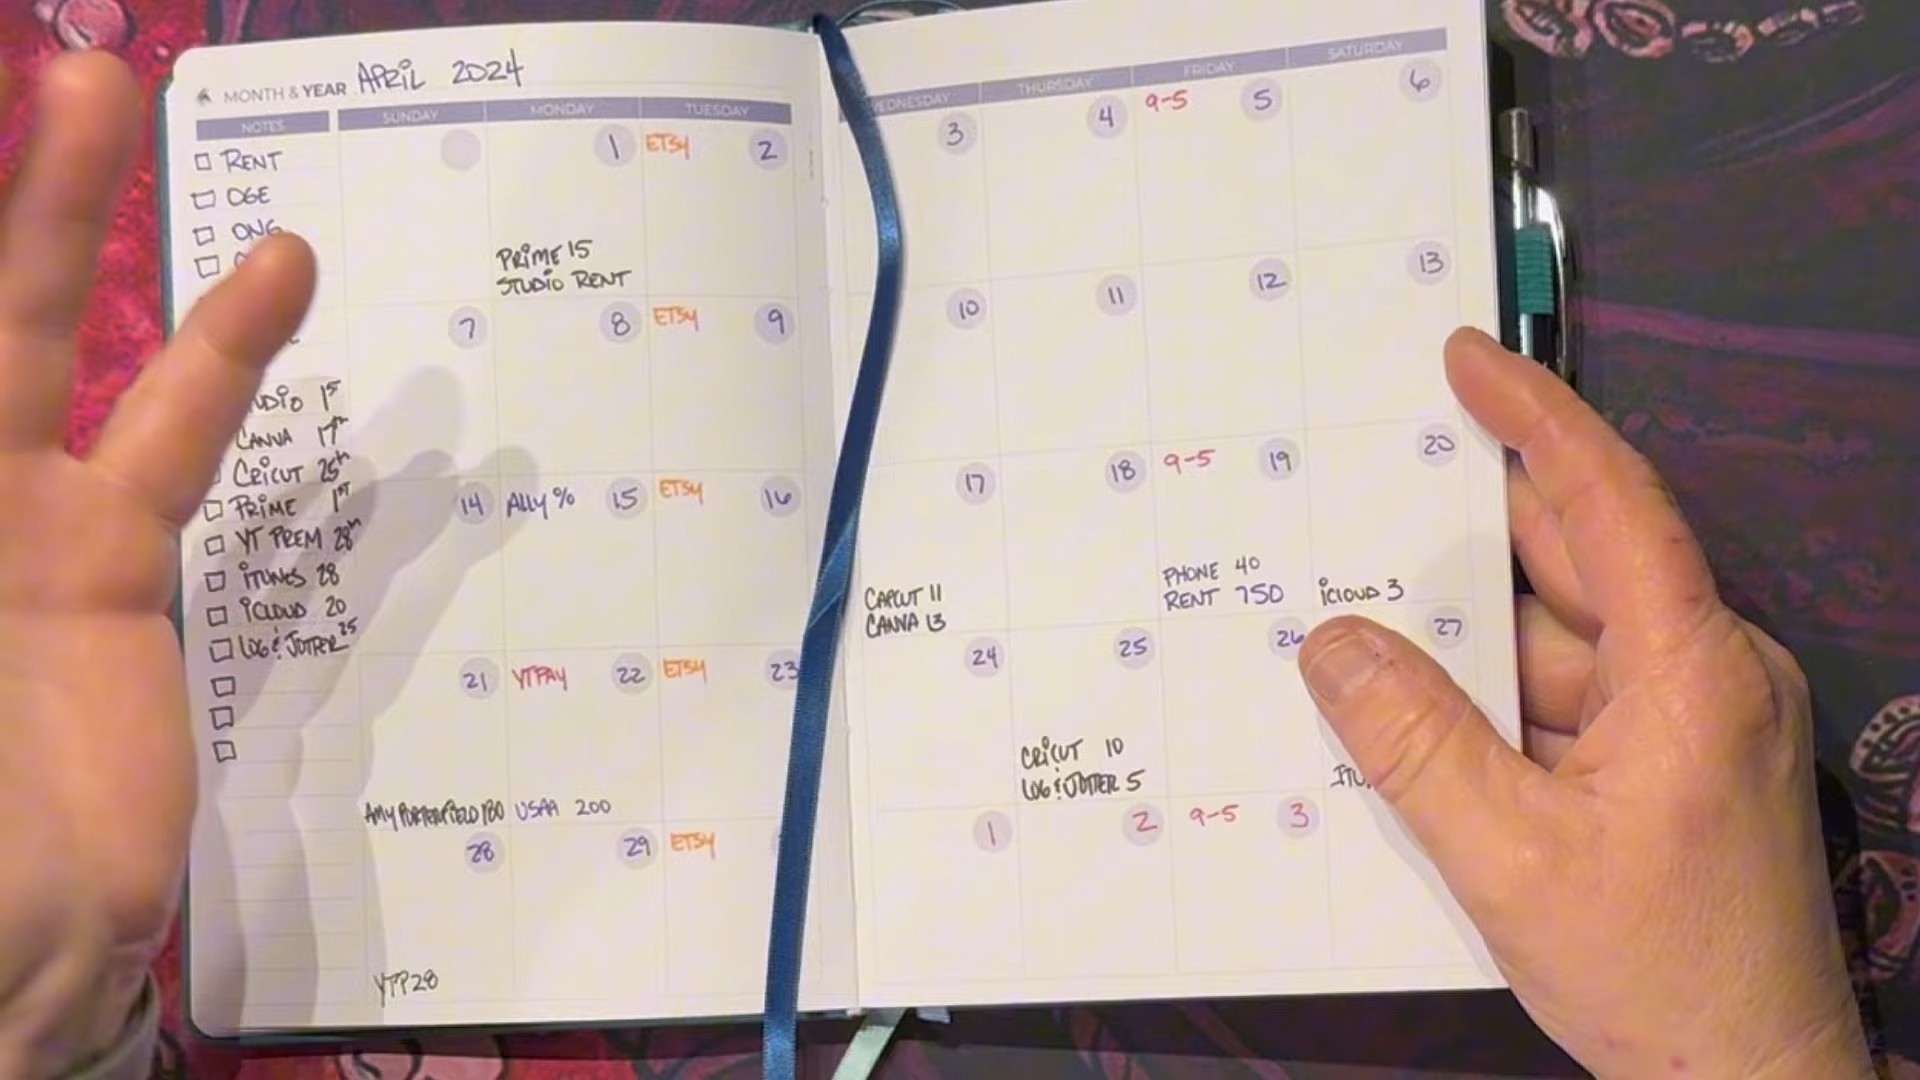 MONTH & YEAR APRIL 2024
NOTES
SUNDAY MONDAY TUESDAY WEDNESDAY THURSDAY FRIDAY SATURDAY
RENT
OGE
ONG
STUDIO 1ST
CANVA 17th
CRICUT 25th
PRIME 1ST
YT PREM 28th
iTUNES 28
iCLOUD 20
LOG & JOTTER 25
1 ETSY 2 3 4 9-5 5 6
PRIME 15
STUDIO RENT
7 8 ETSY 9 10 11 12 13
14 ALLY % 15 ETSY 16 17 18 9-5 19 20
CAPCUT 11
CANVA 13
PHONE 40
RENT 750
iCLOUD 3
21 YTPAY 22 ETSY 23 24 25 26 27
AMY PORTERFIELD 180 USAA 200
CRICUT 10
LOG & JOTTER 5
ITU
28 29 ETSY 1 2 9-5 3
YTP 28